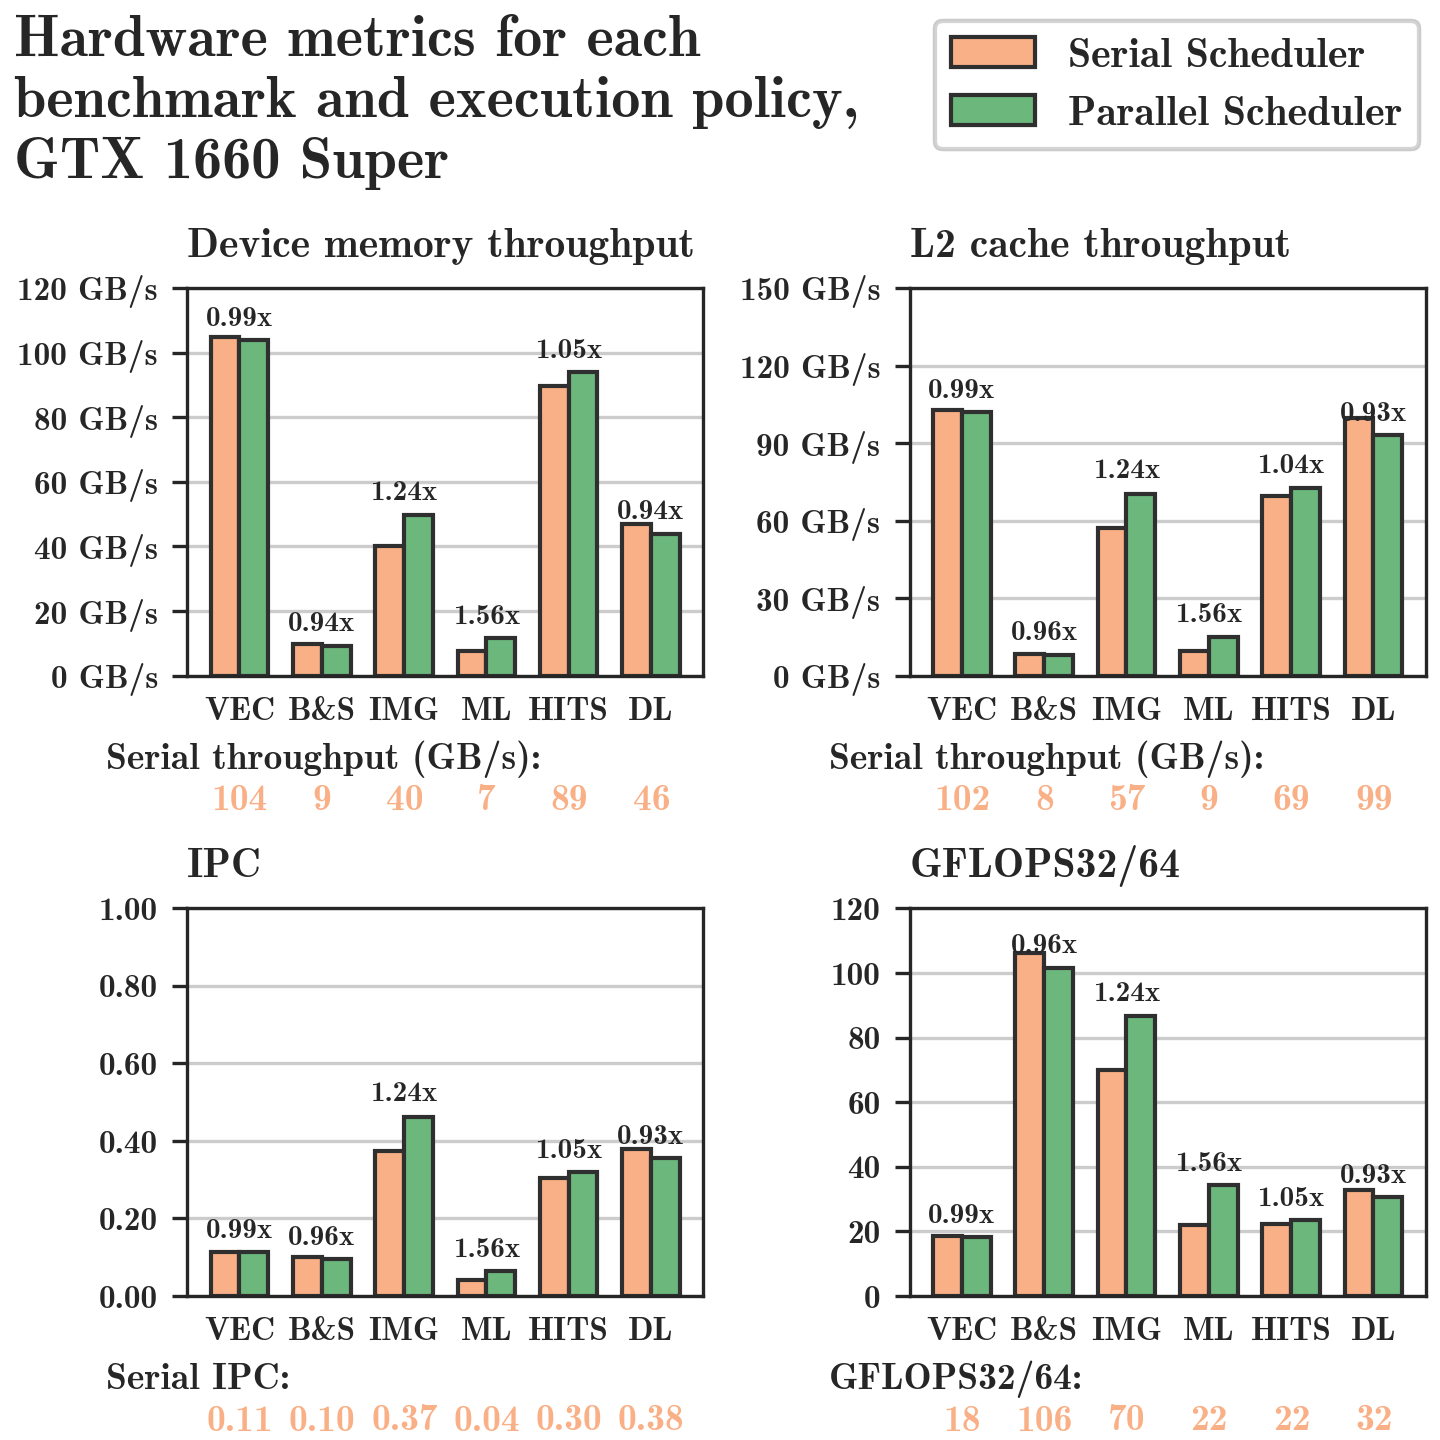 Hardware metrics for each
benchmark and execution policy,
GTX 1660 Super
Serial Scheduler
Parallel Scheduler
Device memory throughput
120 GB/s
100 GB/s
80 GB/s
60 GB/s
40 GB/s
20 GB/s
0 GB/s
0.99x
0.94x
1.24x
1.56x
1.05x
0.94x
VEC B&S IMG ML HITS DL
Serial throughput (GB/s):
104 9 40 7 89 46
L2 cache throughput
150 GB/s
120 GB/s
90 GB/s
60 GB/s
30 GB/s
0 GB/s
0.99x
0.96x
1.24x
1.56x
1.04x
0.93x
VEC B&S IMG ML HITS DL
Serial throughput (GB/s):
102 8 57 9 69 99
IPC
1.00
0.80
0.60
0.40
0.20
0.00
0.99x
0.96x
1.24x
1.56x
1.05x
0.93x
VEC B&S IMG ML HITS DL
Serial IPC:
0.11 0.10 0.37 0.04 0.30 0.38
GFLOPS32/64
120
100
80
60
40
20
0
0.99x
0.96x
1.24x
1.56x
1.05x
0.93x
VEC B&S IMG ML HITS DL
GFLOPS32/64:
18 106 70 22 22 32